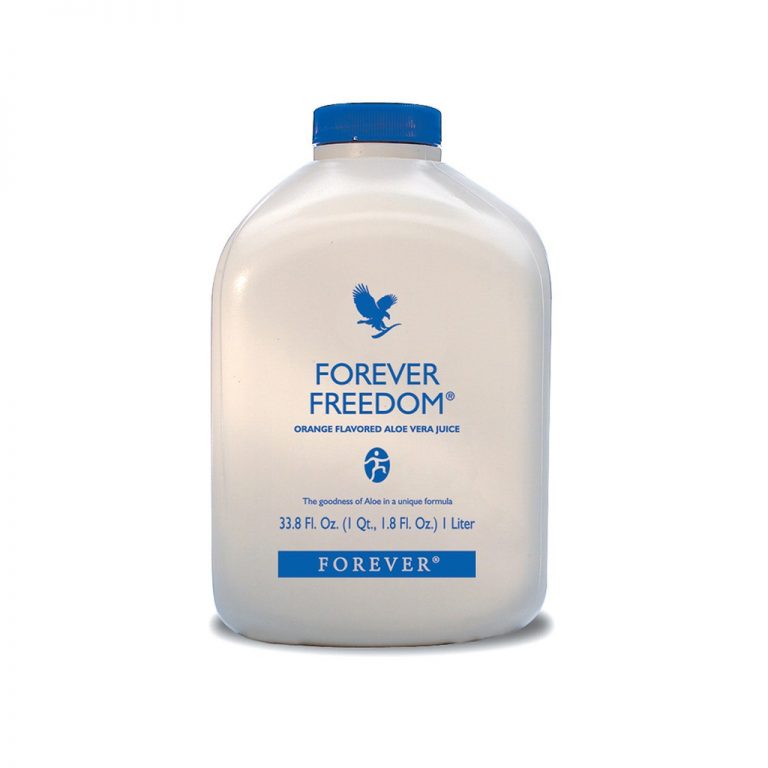 FOREVER
FREEDOM®
ORANGE FLAVORED ALOE VERA JUICE
The goodness of Aloe in a unique formula
33.8 Fl. Oz. (1 Qt., 1.8 Fl. Oz.) 1 Liter
FOREVER®